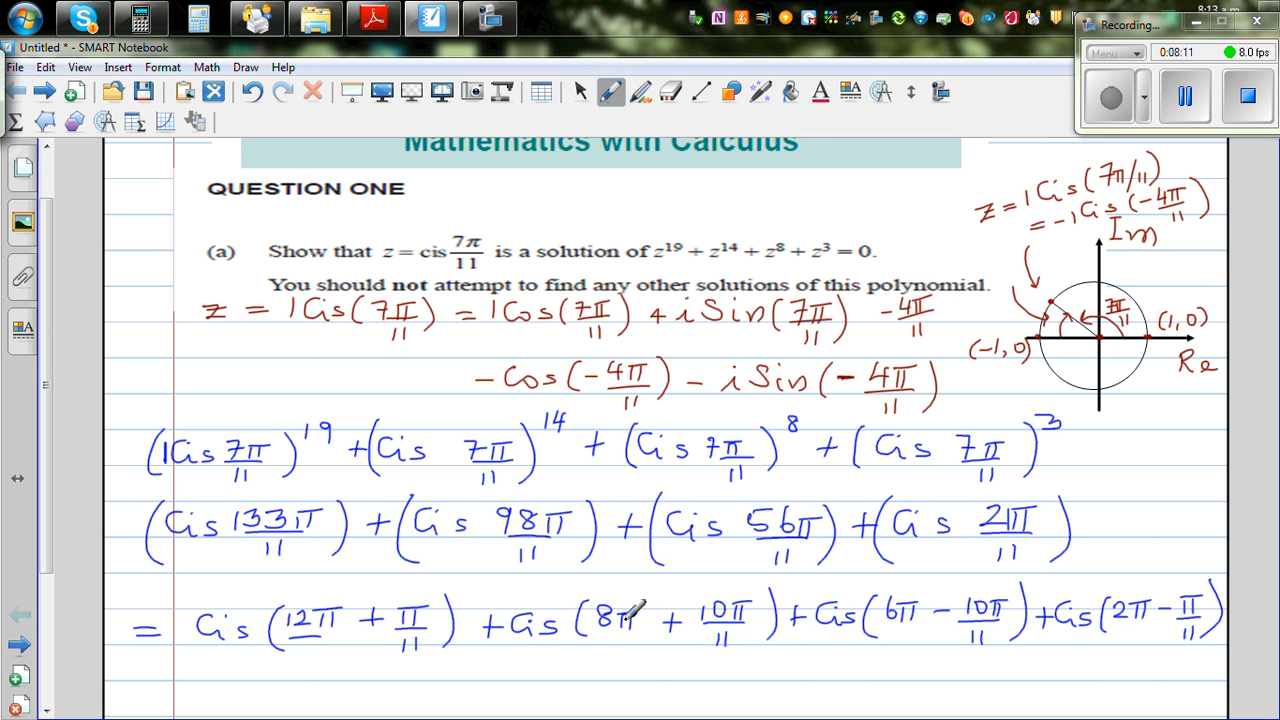 8:13 a.m.
Recording...
Untitled * - SMART Notebook
Menu 0:08:11 8.0 fps
File Edit View Insert Format Math Draw Help
Mathematics with Calculus
QUESTION ONE
z = 1Cis(7π/11)
= -1Cis(-4π/11)
(a) Show that z = cis 7π/11 is a solution of z^19 + z^14 + z^8 + z^3 = 0.
You should not attempt to find any other solutions of this polynomial.
Im
z = 1Cis(7π/11) = 1Cos(7π/11) + i Sin(7π/11) -4π/11
7π/11
(1, 0)
(-1, 0)
Re
- Cos(-4π/11) - i Sin(-4π/11)
(1Cis 7π/11)^19 + (Cis 7π/11)^14 + (Cis 7π/11)^8 + (Cis 7π/11)^3
(Cis 133π/11) + (Cis 98π/11) + (Cis 56π/11) + (Cis 21π/11)
= Cis(12π + π/11) + Cis(8π + 10π/11) + Cis(6π - 10π/11) + Cis(2π - π/11)